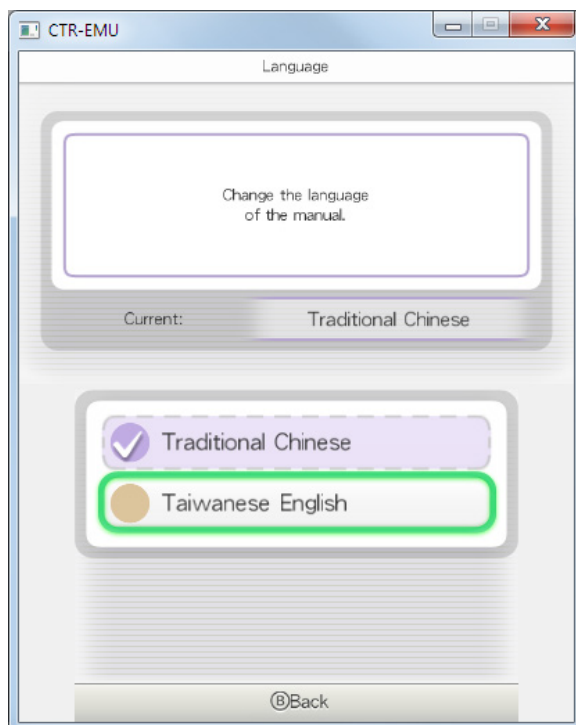 CTR-EMU
Language
Change the language
of the manual.
Current: Traditional Chinese
Traditional Chinese
Taiwanese English
ⒷBack